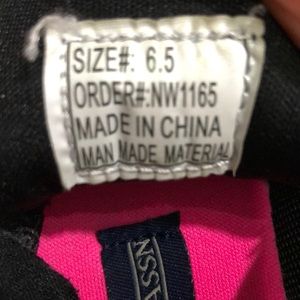 SIZE#: 6.5
ORDER#:NW1165
MADE IN CHINA
MAN MADE MATERIAL